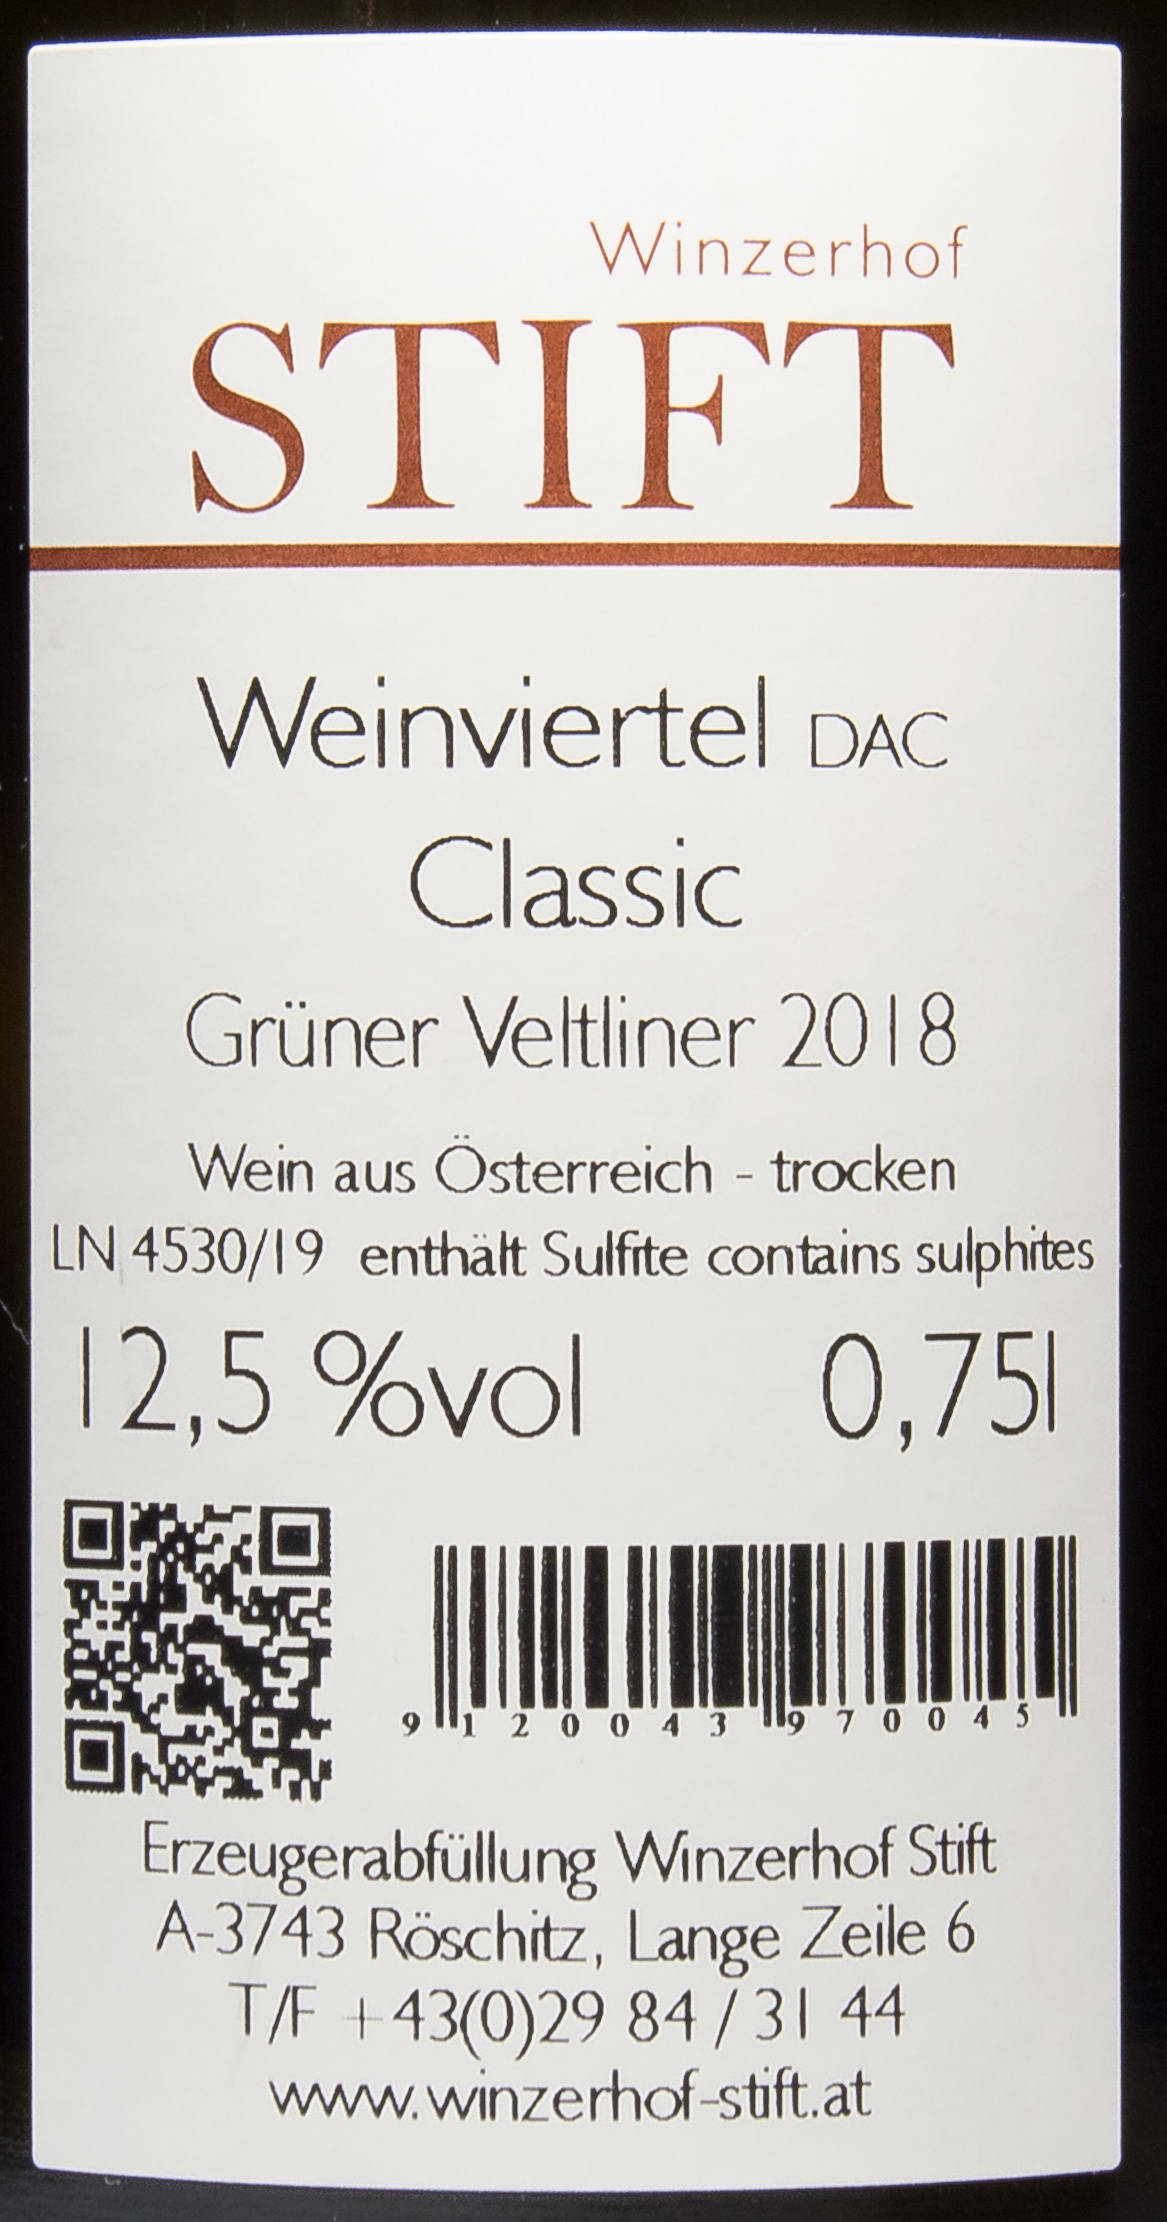 Winzerhof
STIFT
Weinviertel DAC
Classic
Grüner Veltliner 2018
Wein aus Österreich - trocken
LN 4530/19 enthält Sulfite contains sulphites
12,5 %vol 0,75l
9 120043 970045
Erzeugerabfüllung Winzerhof Stift
A-3743 Röschitz, Lange Zeile 6
T/F +43(0)29 84 / 31 44
www.winzerhof-stift.at